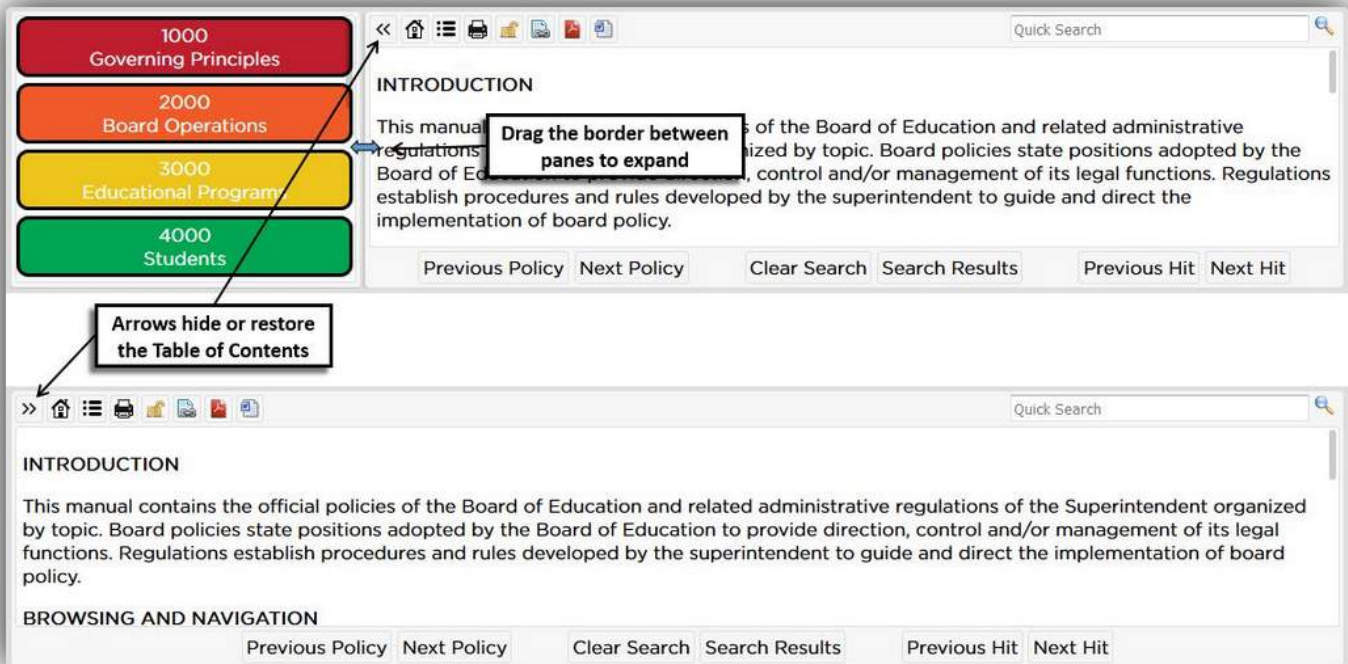 1000
Governing Principles
2000
Board Operations
3000
Educational Programs
4000
Students
«
Quick Search
INTRODUCTION
This manual s of the Board of Education and related administrative
regulations nized by topic. Board policies state positions adopted by the
Board of Education to provide direction, control and/or management of its legal functions. Regulations
establish procedures and rules developed by the superintendent to guide and direct the
implementation of board policy.
Drag the border between
panes to expand
Previous Policy Next Policy Clear Search Search Results Previous Hit Next Hit
Arrows hide or restore
the Table of Contents
»
Quick Search
INTRODUCTION
This manual contains the official policies of the Board of Education and related administrative regulations of the Superintendent organized
by topic. Board policies state positions adopted by the Board of Education to provide direction, control and/or management of its legal
functions. Regulations establish procedures and rules developed by the superintendent to guide and direct the implementation of board
policy.
BROWSING AND NAVIGATION
Previous Policy Next Policy Clear Search Search Results Previous Hit Next Hit